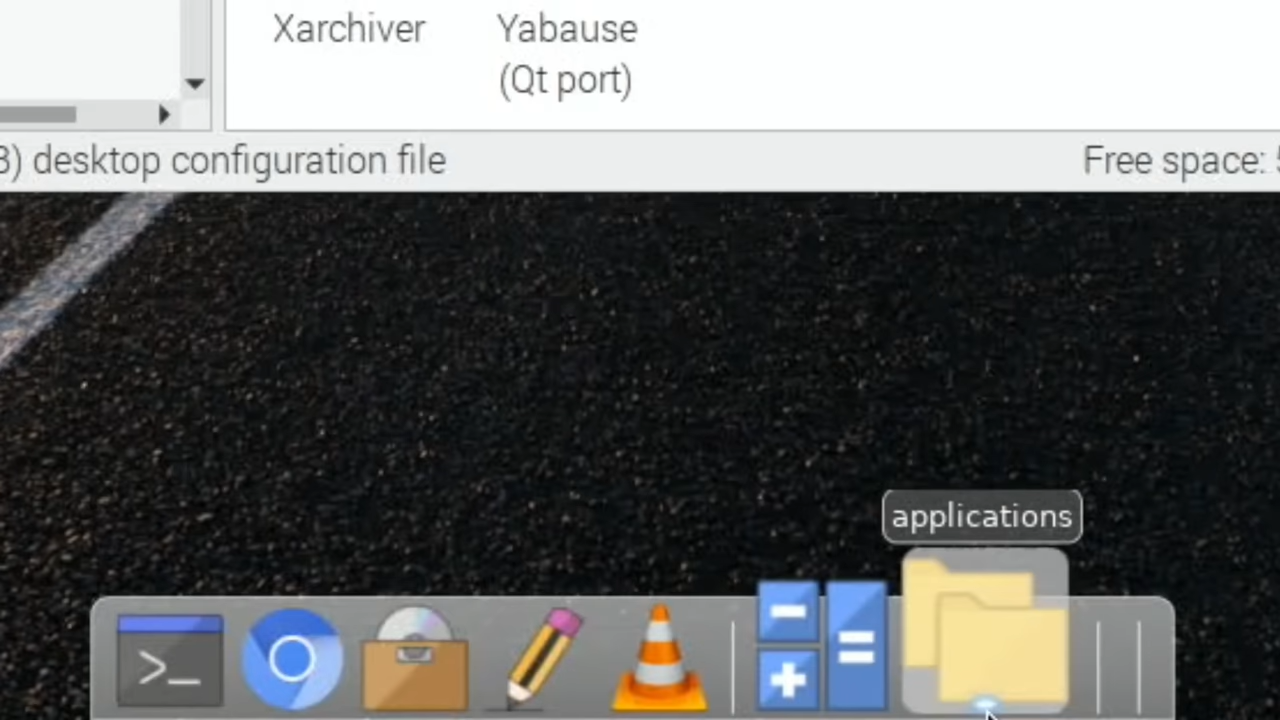 Xarchiver
Yabause
(Qt port)
) desktop configuration file
Free space:
applications
>_